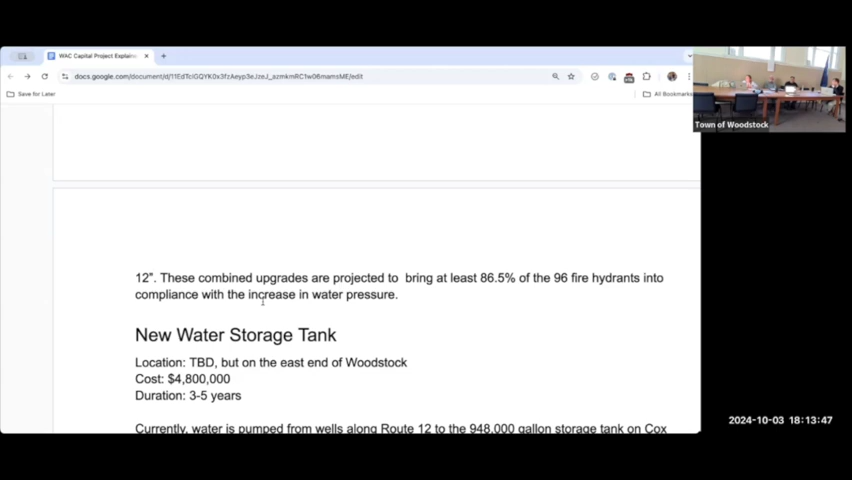 WAC Capital Project Explaine
docs.google.com/document/d/11EdTclGQYK0x3fzAeyp3eJzeJ_azmkmRC1w06mamsME/edit
Save for Later
All Bookmarks
Town of Woodstock
12". These combined upgrades are projected to bring at least 86.5% of the 96 fire hydrants into
compliance with the increase in water pressure.
New Water Storage Tank
Location: TBD, but on the east end of Woodstock
Cost: $4,800,000
Duration: 3-5 years
Currently, water is pumped from wells along Route 12 to the 948,000 gallon storage tank on Cox
2024-10-03 18:13:47